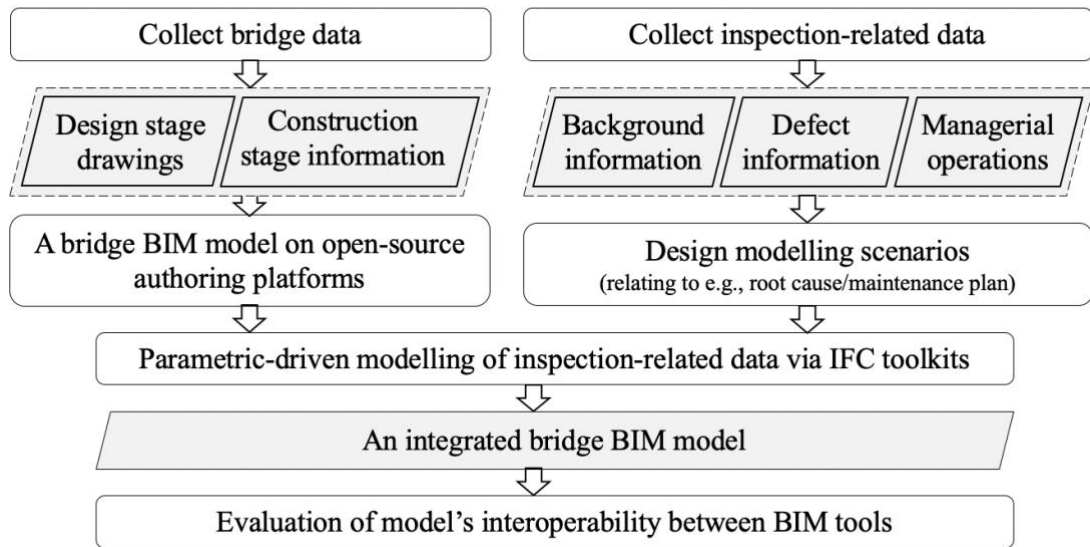 Collect bridge data
Collect inspection-related data
Design stage
drawings
Construction
stage information
Background
information
Defect
information
Managerial
operations
A bridge BIM model on open-source
authoring platforms
Design modelling scenarios
(relating to e.g., root cause/maintenance plan)
Parametric-driven modelling of inspection-related data via IFC toolkits
An integrated bridge BIM model
Evaluation of model’s interoperability between BIM tools